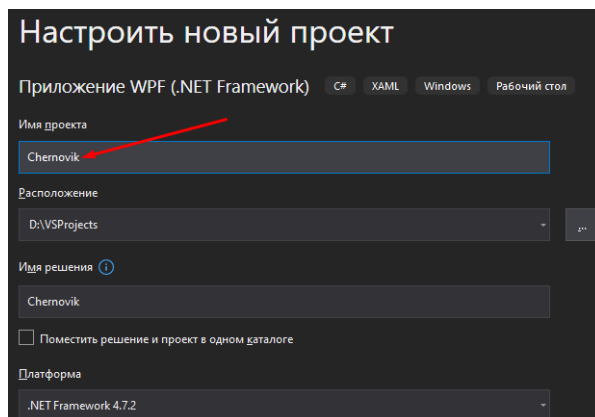 Настроить новый проект
Приложение WPF (.NET Framework) C# XAML Windows Рабочий стол
Имя проекта
Chernovik
Расположение
D:\VSProjects
...
Имя решения
Chernovik
Поместить решение и проект в одном каталоге
Платформа
.NET Framework 4.7.2